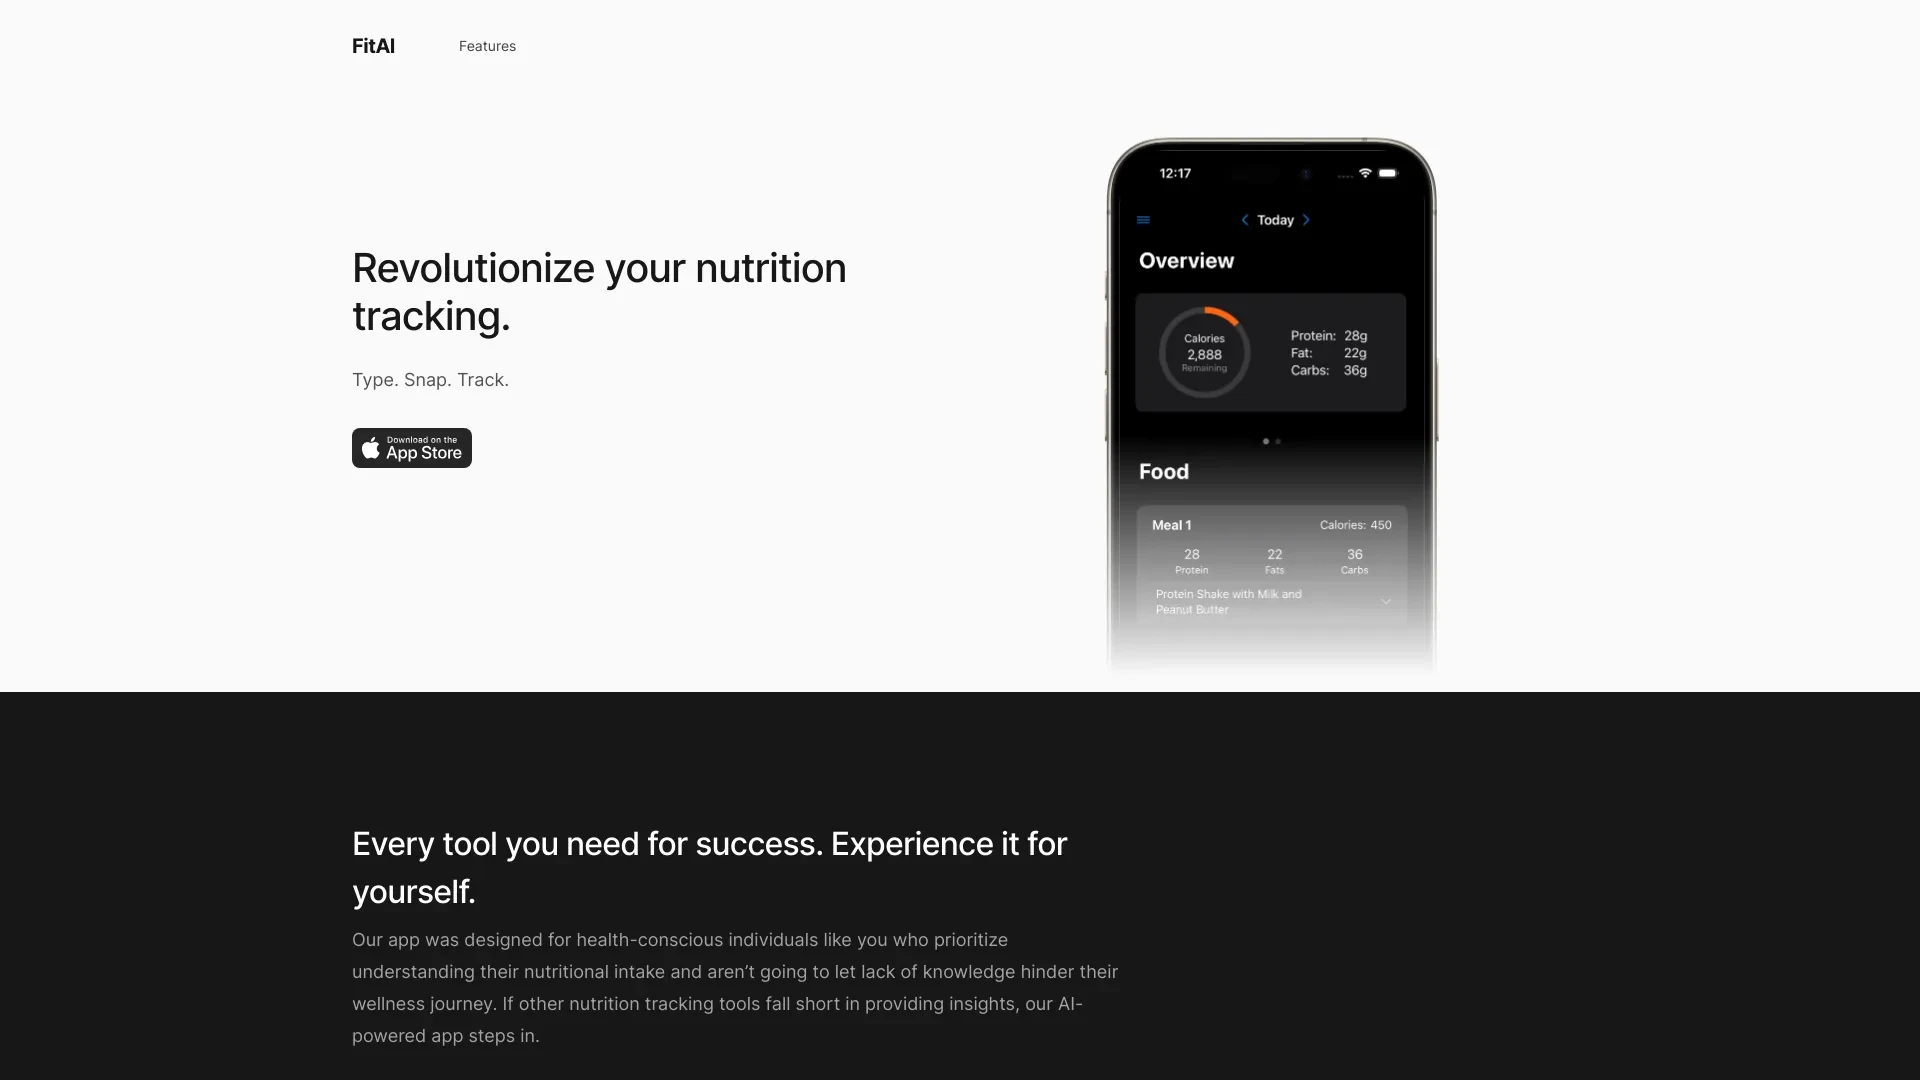 FitAI
Features
Revolutionize your nutrition
tracking.
Type. Snap. Track.
Download on the
App Store
12:17
Today
Overview
Calories
2,888
Remaining
Protein: 28g
Fat: 22g
Carbs: 36g
Food
Meal 1 Calories: 450
28 22 36
Protein Fats Carbs
Protein Shake with Milk and
Peanut Butter
Every tool you need for success. Experience it for
yourself.
Our app was designed for health-conscious individuals like you who prioritize
understanding their nutritional intake and aren’t going to let lack of knowledge hinder their
wellness journey. If other nutrition tracking tools fall short in providing insights, our AI-
powered app steps in.